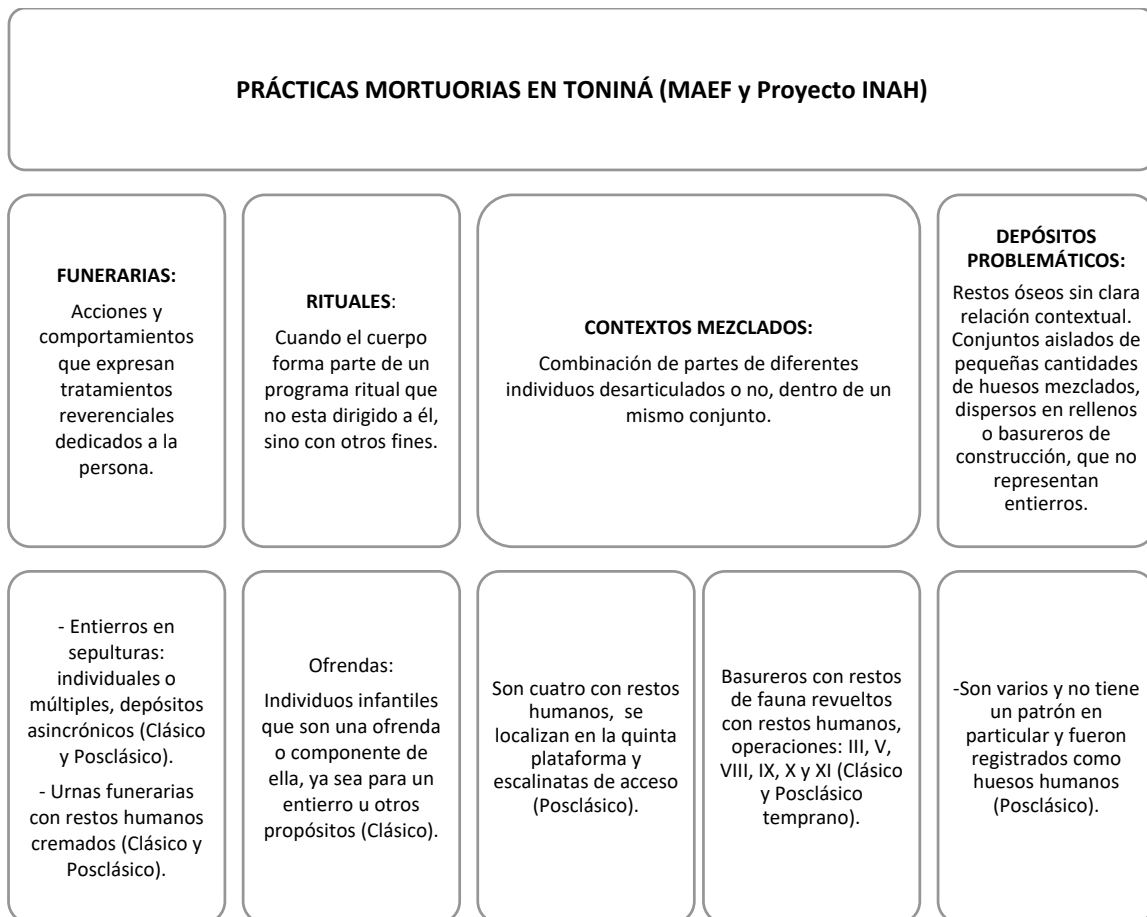 PRÁCTICAS MORTUORIAS EN TONINÁ (MAEF y Proyecto INAH)
FUNERARIAS:
Acciones y
comportamientos
que expresan
tratamientos
reverenciales
dedicados a la
persona.
RITUALES:
Cuando el cuerpo
forma parte de un
programa ritual que
no esta dirigido a él,
sino con otros fines.
CONTEXTOS MEZCLADOS:
Combinación de partes de diferentes
individuos desarticulados o no, dentro de un
mismo conjunto.
DEPÓSITOS
PROBLEMÁTICOS:
Restos óseos sin clara
relación contextual.
Conjuntos aislados de
pequeñas cantidades
de huesos mezclados,
dispersos en rellenos
o basureros de
construcción, que no
representan
entierros.
- Entierros en
sepulturas:
individuales o
múltiples, depósitos
asincrónicos (Clásico
y Posclásico).
- Urnas funerarias
con restos humanos
cremados (Clásico y
Posclásico).
Ofrendas:
Individuos infantiles
que son una ofrenda
o componente de
ella, ya sea para un
entierro u otros
propósitos (Clásico).
Son cuatro con restos
humanos, se
localizan en la quinta
plataforma y
escalinatas de acceso
(Posclásico).
Basureros con restos
de fauna revueltos
con restos humanos,
operaciones: III, V,
VIII, IX, X y XI (Clásico
y Posclásico
temprano).
-Son varios y no tiene
un patrón en
particular y fueron
registrados como
huesos humanos
(Posclásico).